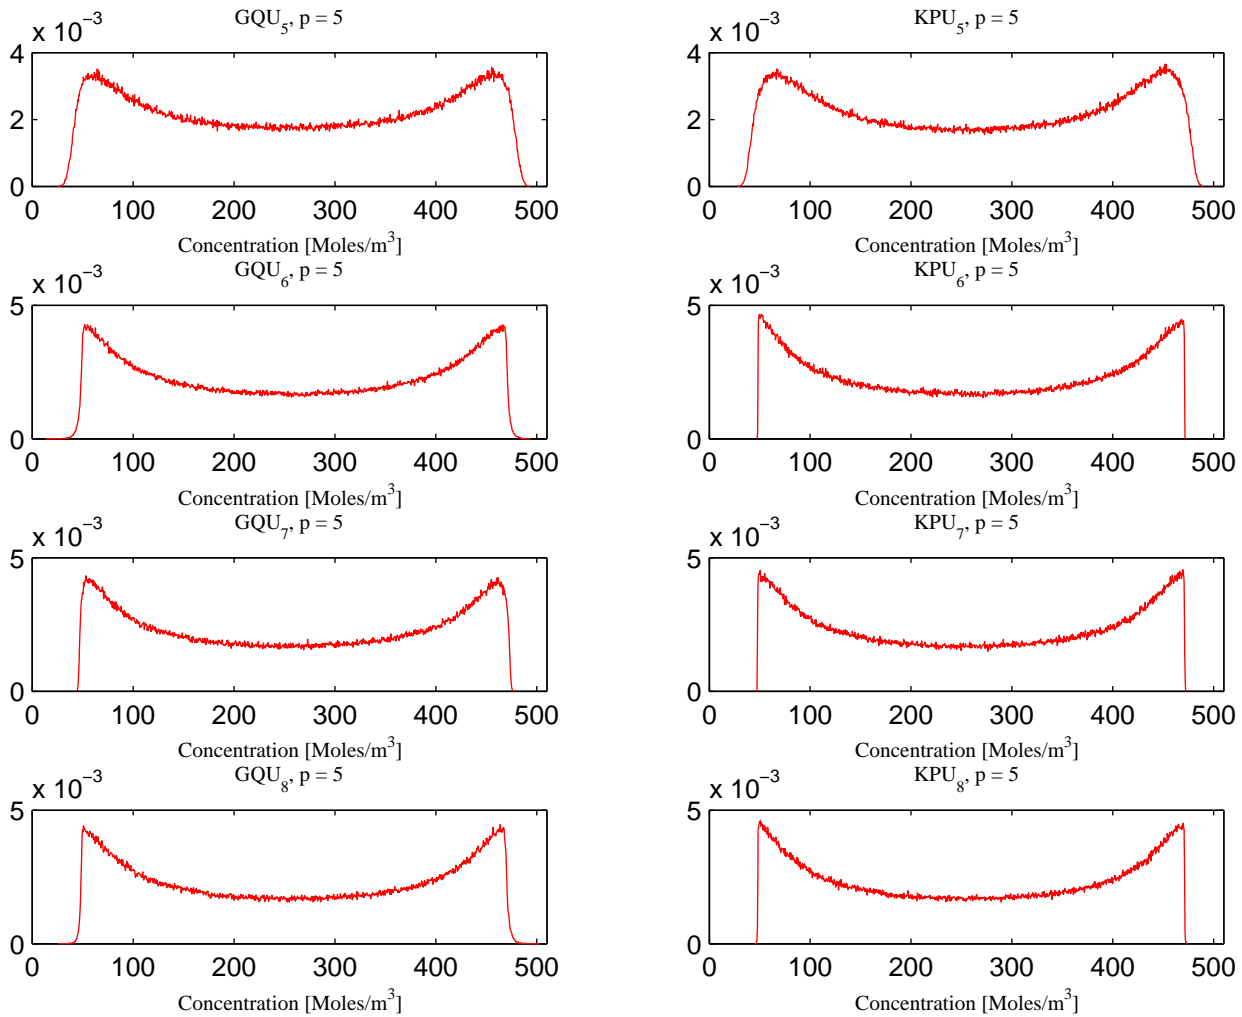 x 10⁻³ GQU₅, p = 5
4
2
0
0 100 200 300 400 500
Concentration [Moles/m³]
x 10⁻³ KPU₅, p = 5
4
2
0
0 100 200 300 400 500
Concentration [Moles/m³]
x 10⁻³ GQU₆, p = 5
5
0
0 100 200 300 400 500
Concentration [Moles/m³]
x 10⁻³ KPU₆, p = 5
5
0
0 100 200 300 400 500
Concentration [Moles/m³]
x 10⁻³ GQU₇, p = 5
5
0
0 100 200 300 400 500
Concentration [Moles/m³]
x 10⁻³ KPU₇, p = 5
5
0
0 100 200 300 400 500
Concentration [Moles/m³]
x 10⁻³ GQU₈, p = 5
5
0
0 100 200 300 400 500
Concentration [Moles/m³]
x 10⁻³ KPU₈, p = 5
5
0
0 100 200 300 400 500
Concentration [Moles/m³]